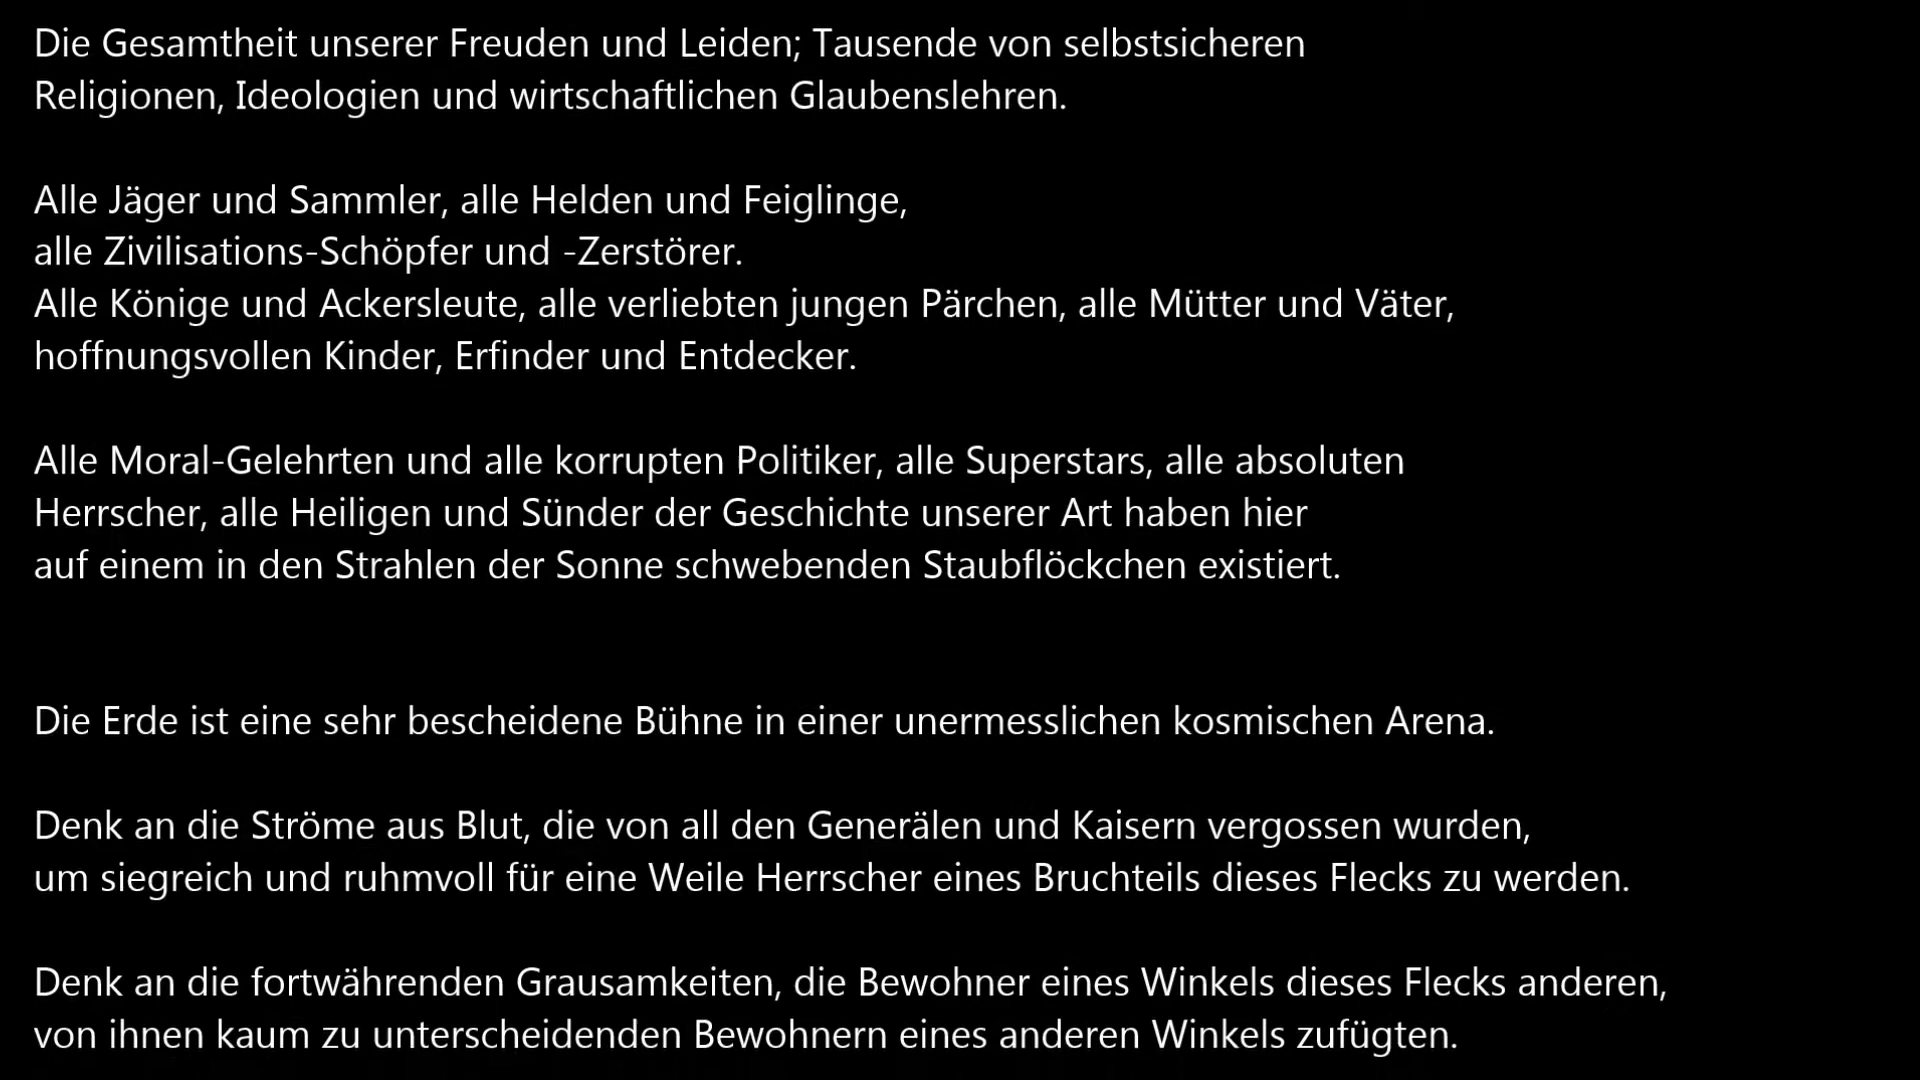 Die Gesamtheit unserer Freuden und Leiden; Tausende von selbstsicheren
Religionen, Ideologien und wirtschaftlichen Glaubenslehren.
Alle Jäger und Sammler, alle Helden und Feiglinge,
alle Zivilisations-Schöpfer und -Zerstörer.
Alle Könige und Ackersleute, alle verliebten jungen Pärchen, alle Mütter und Väter,
hoffnungsvollen Kinder, Erfinder und Entdecker.
Alle Moral-Gelehrten und alle korrupten Politiker, alle Superstars, alle absoluten
Herrscher, alle Heiligen und Sünder der Geschichte unserer Art haben hier
auf einem in den Strahlen der Sonne schwebenden Staubflöckchen existiert.
Die Erde ist eine sehr bescheidene Bühne in einer unermesslichen kosmischen Arena.
Denk an die Ströme aus Blut, die von all den Generälen und Kaisern vergossen wurden,
um siegreich und ruhmvoll für eine Weile Herrscher eines Bruchteils dieses Flecks zu werden.
Denk an die fortwährenden Grausamkeiten, die Bewohner eines Winkels dieses Flecks anderen,
von ihnen kaum zu unterscheidenden Bewohnern eines anderen Winkels zufügten.